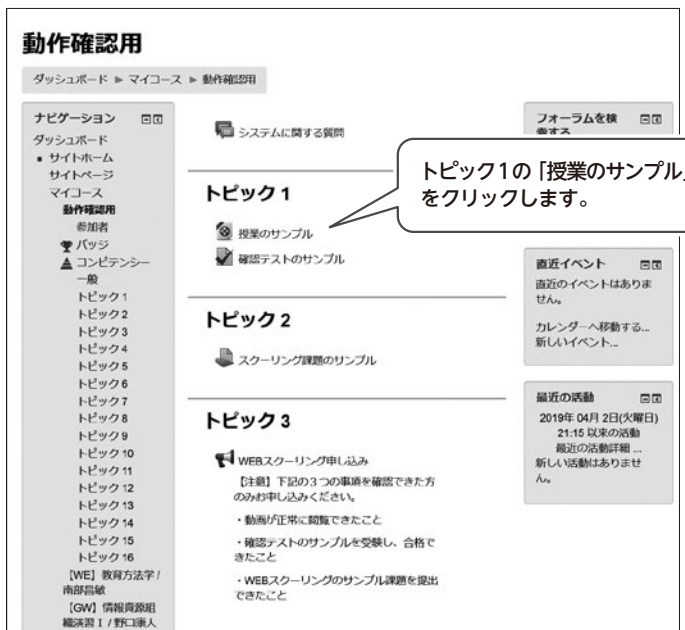 動作確認用
ダッシュボード ► マイコース ► 動作確認用
ナビゲーション
ダッシュボード
サイトホーム
サイトページ
マイコース
動作確認用
参加者
バッジ
コンピテンシー
一般
トピック 1
トピック 2
トピック 3
トピック 4
トピック 5
トピック 6
トピック 7
トピック 8
トピック 9
トピック 10
トピック 11
トピック 12
トピック 13
トピック 14
トピック 15
トピック 16
[WE] 教育方法学 /
南部昌敏
[GW] 情報資源組
織演習 I / 野口康人
システムに関する質問
トピック 1
授業のサンプル
確認テストのサンプル
トピック 2
スクーリング課題のサンプル
トピック 3
WEBスクーリング申し込み
【注意】下記の3つの事項を確認できた方
のみお申し込みください。
・動画が正常に閲覧できたこと
・確認テストのサンプルを受験し、合格で
きたこと
・WEBスクーリングのサンプル課題を提出
できたこと
フォーラムを検
索する
トピック1の「授業のサンプル」
をクリックします。
直近イベント
直近のイベントはありま
せん。
カレンダーへ移動する...
新しいイベント...
最近の活動
2019年 04月 2日(火曜日)
21:15 以来の活動
最近の活動詳細 ...
新しい活動はありませ
ん。